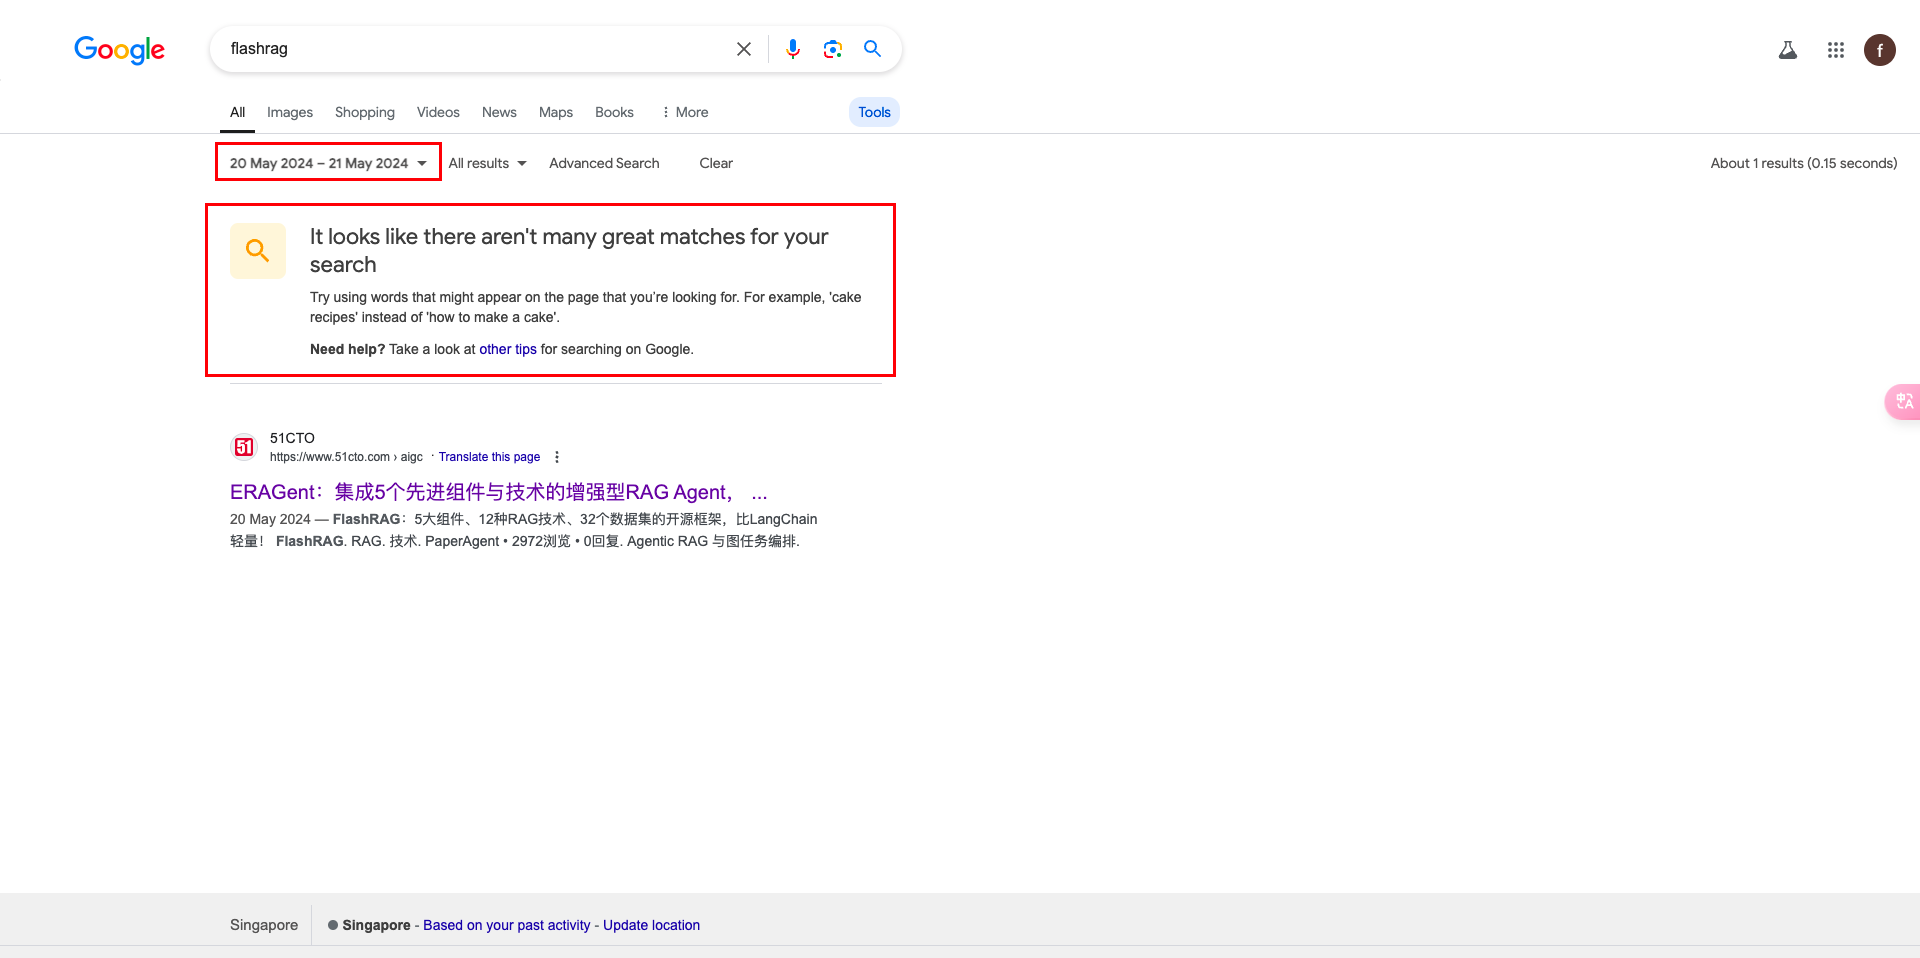 Google
flashrag
f
All Images Shopping Videos News Maps Books More Tools
20 May 2024 – 21 May 2024 All results Advanced Search Clear About 1 results (0.15 seconds)
It looks like there aren't many great matches for your
search
Try using words that might appear on the page that you're looking for. For example, 'cake
recipes' instead of 'how to make a cake'.
Need help? Take a look at other tips for searching on Google.
中A
51
51CTO
https://www.51cto.com › aigc · Translate this page
ERAGent：集成5个先进组件与技术的增强型RAG Agent， ...
20 May 2024 — FlashRAG：5大组件、12种RAG技术、32个数据集的开源框架，比LangChain
轻量！ FlashRAG. RAG. 技术. PaperAgent • 2972浏览 • 0回复. Agentic RAG 与图任务编排.
Singapore Singapore - Based on your past activity - Update location